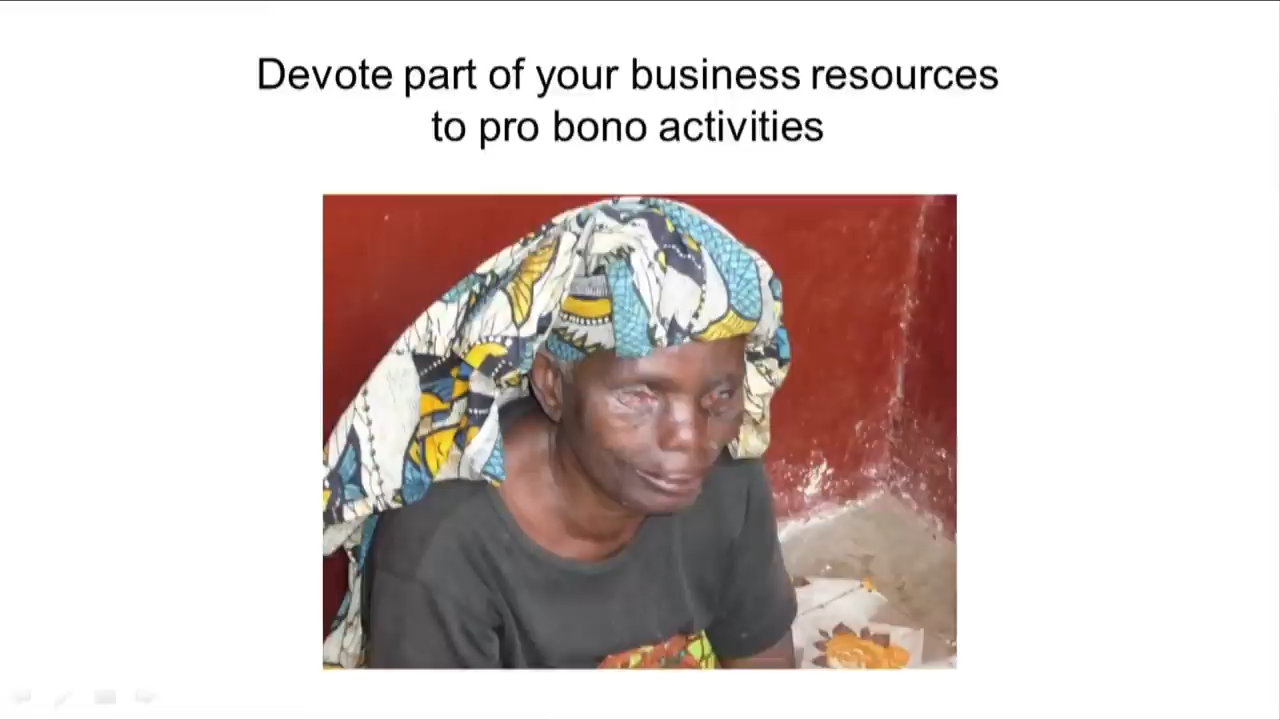 Devote part of your business resources
to pro bono activities